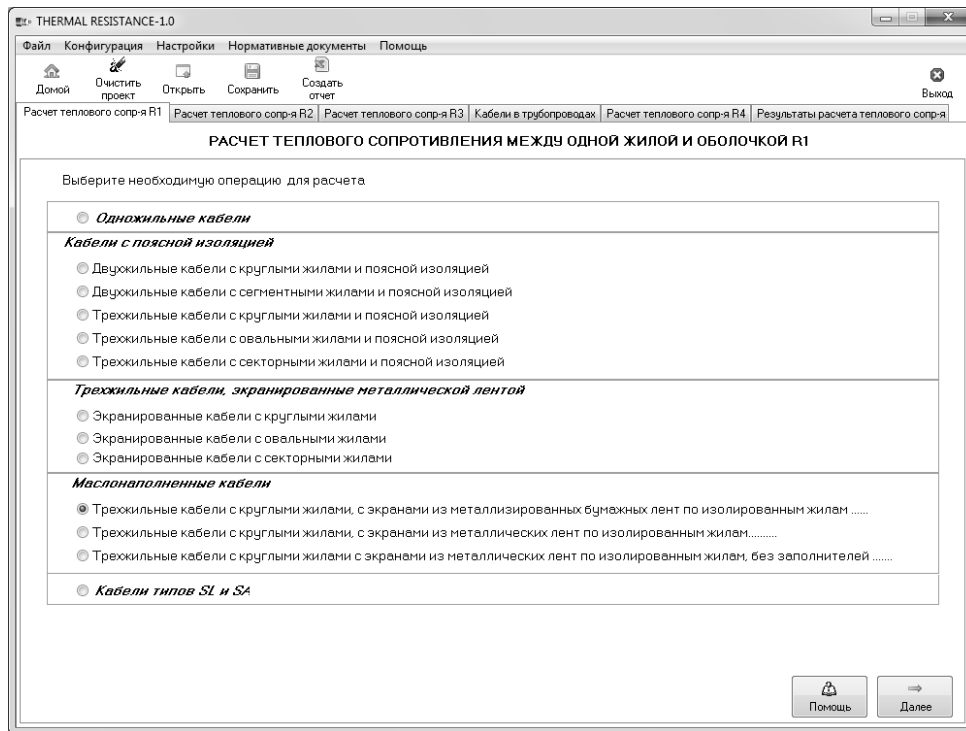 THERMAL RESISTANCE-1.0
Файл Конфигурация Настройки Нормативные документы Помощь
Домой Очистить проект Открыть Сохранить Создать отчет Выход
Расчет теплового сопр-я R1 Расчет теплового сопр-я R2 Расчет теплового сопр-я R3 Кабели в трубопроводах Расчет теплового сопр-я R4 Результаты расчета теплового сопр-я
РАСЧЕТ ТЕПЛОВОГО СОПРОТИВЛЕНИЯ МЕЖДУ ОДНОЙ ЖИЛОЙ И ОБОЛОЧКОЙ R1
Выберите необходимую операцию для расчета
Одножильные кабели
Кабели с поясной изоляцией
Двухжильные кабели с круглыми жилами и поясной изоляцией
Двухжильные кабели с сегментными жилами и поясной изоляцией
Трехжильные кабели с круглыми жилами и поясной изоляцией
Трехжильные кабели с овальными жилами и поясной изоляцией
Трехжильные кабели с секторными жилами и поясной изоляцией
Трехжильные кабели, экранированные металлической лентой
Экранированные кабели с круглыми жилами
Экранированные кабели с овальными жилами
Экранированные кабели с секторными жилами
Маслонаполненные кабели
Трехжильные кабели с круглыми жилами, с экранами из металлизированных бумажных лент по изолированным жилам ......
Трехжильные кабели с круглыми жилами, с экранами из металлических лент по изолированным жилам..........
Трехжильные кабели с круглыми жилами с экранами из металлических лент по изолированным жилам, без заполнителей .......
Кабели типов SL и SA
Помощь Далее